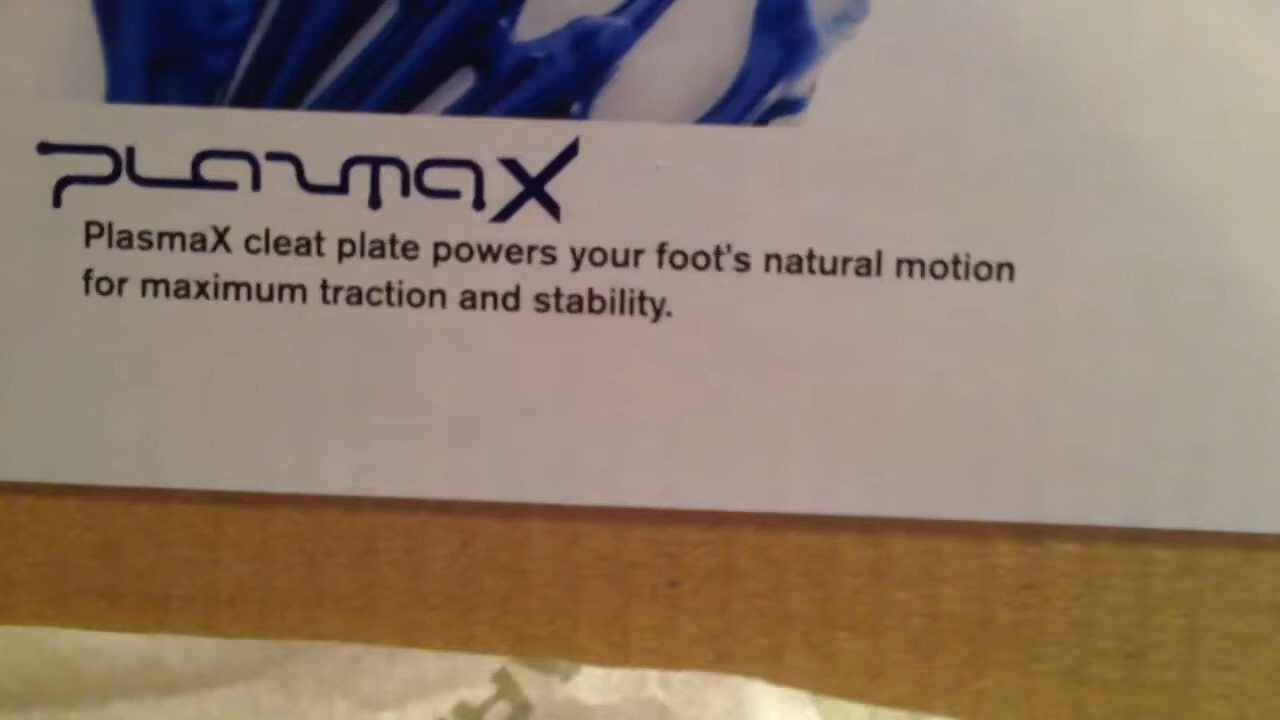 PLASMAX
PlasmaX cleat plate powers your foot's natural motion
for maximum traction and stability.